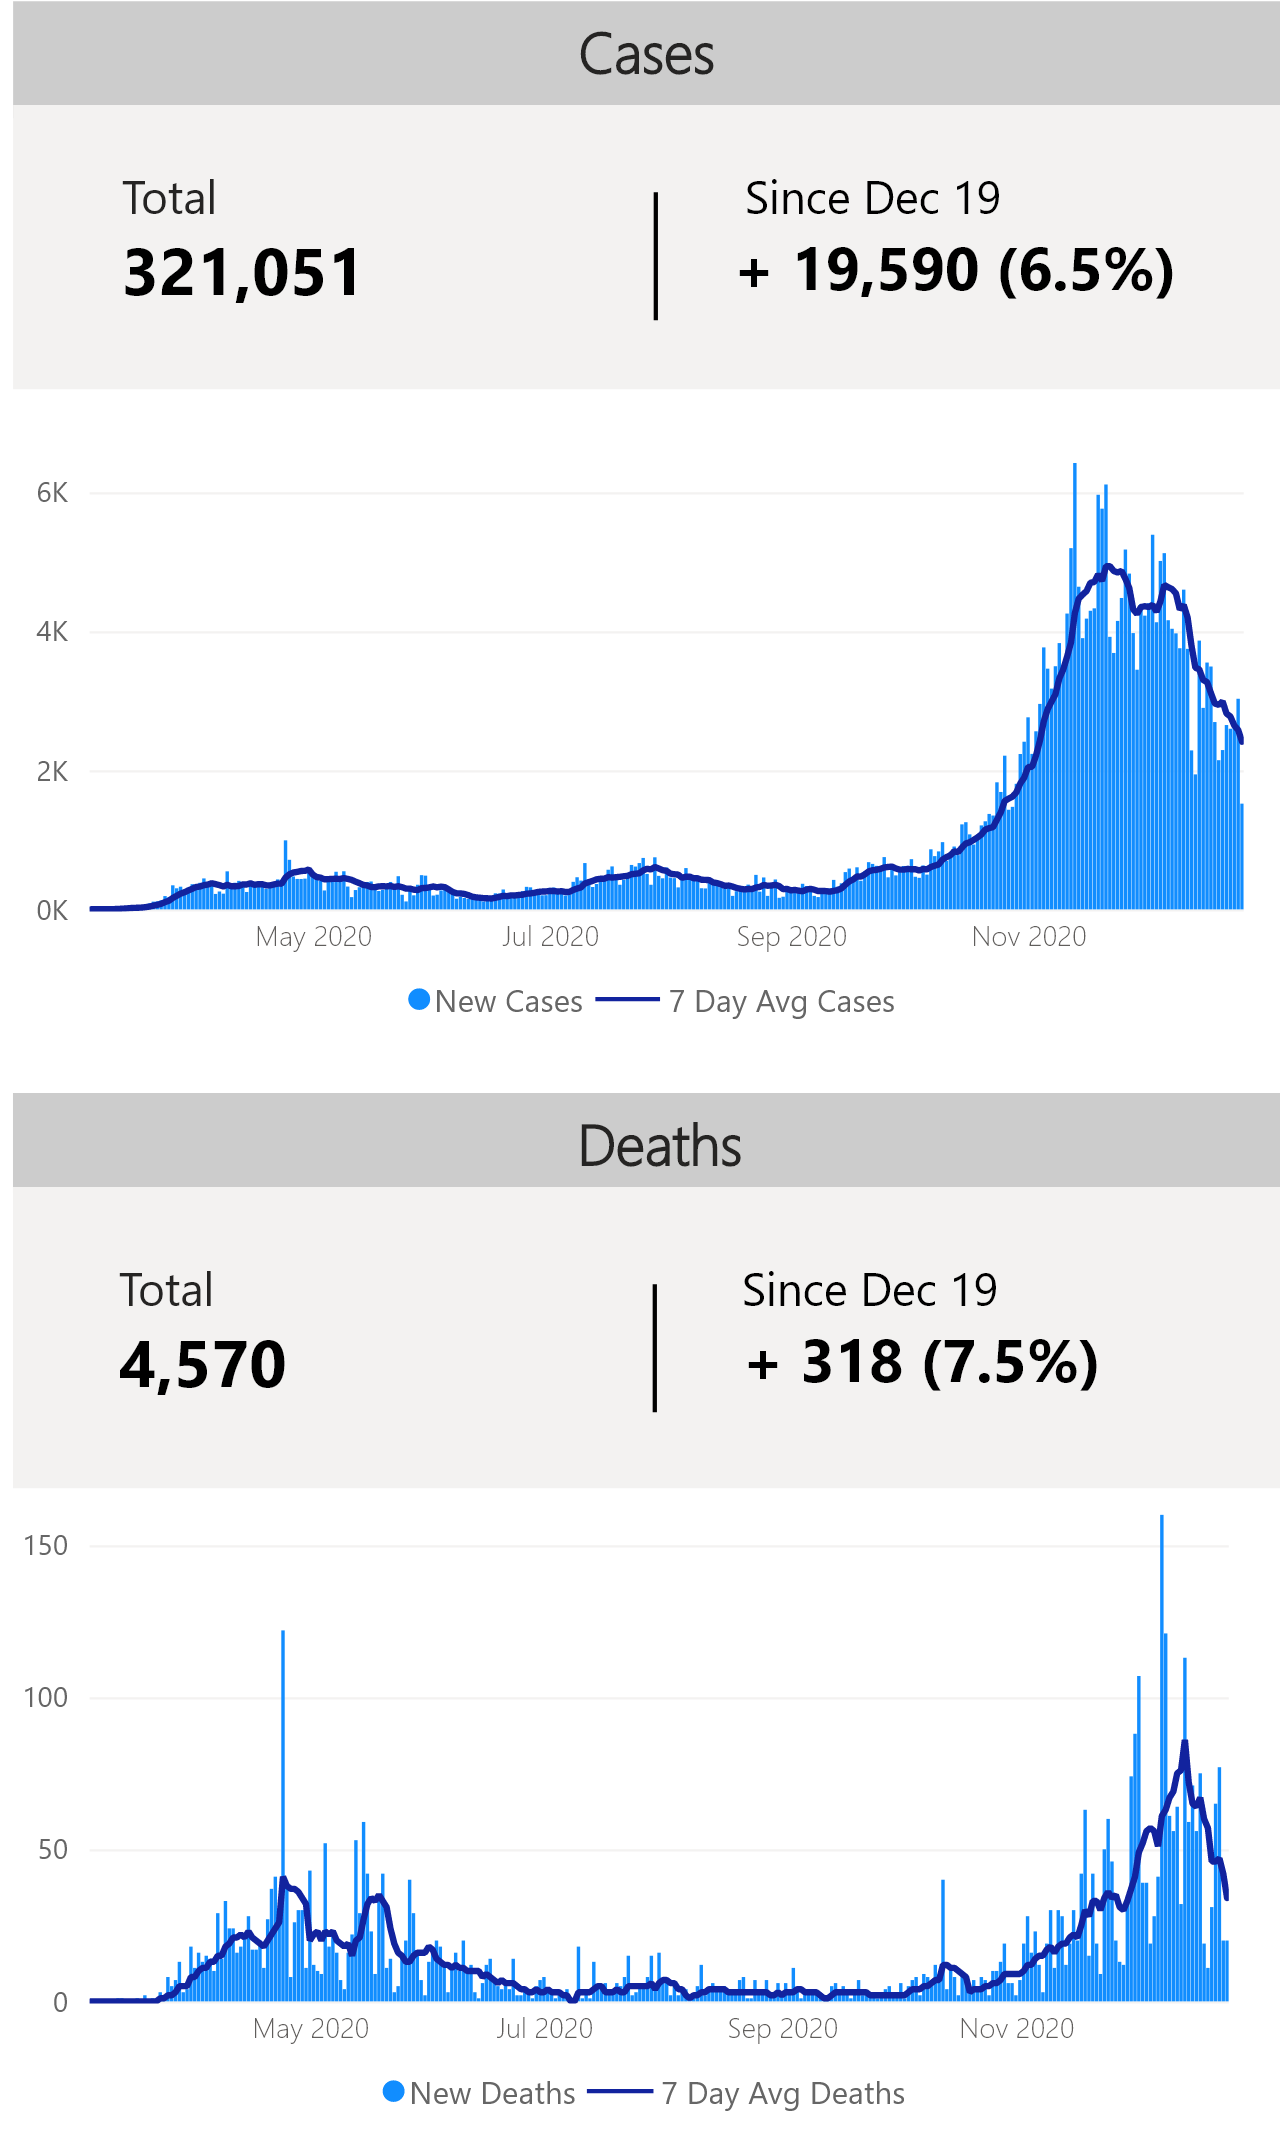 Cases
Total
Since Dec 19
321,051
+ 19,590 (6.5%)
6K
4K
2K
0K
May 2020
Jul 2020
Sep 2020
Nov 2020
New Cases
7 Day Avg Cases
Deaths
Total
Since Dec 19
4,570
+ 318 (7.5%)
150
100
50
0
May 2020
Jul 2020
Sep 2020
Nov 2020
New Deaths
7 Day Avg Deaths